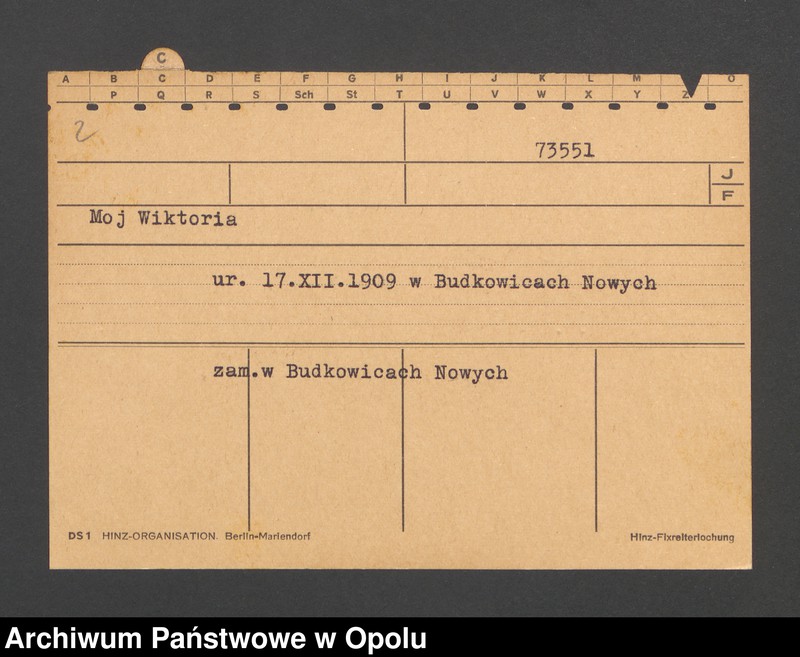 C
A B C D E F G H I J K L M O
P Q R S Sch St T U V W X Y Z
2
73551
J
F
Moj Wiktoria
ur. 17.XII.1909 w Budkowicach Nowych
zam.w Budkowicach Nowych
DS1 HINZ-ORGANISATION. Berlin-Mariendorf Hinz-Fixreiterlochung
Archiwum Państwowe w Opolu